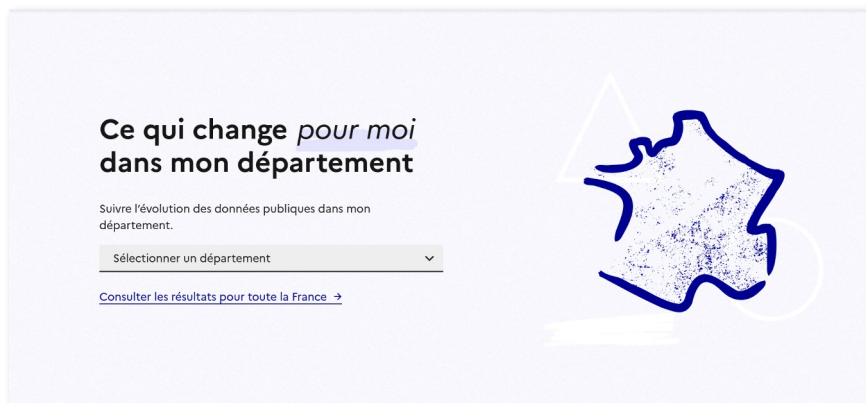 Ce qui change pour moi
dans mon département
Suivre l’évolution des données publiques dans mon
département.
Sélectionner un département
Consulter les résultats pour toute la France →